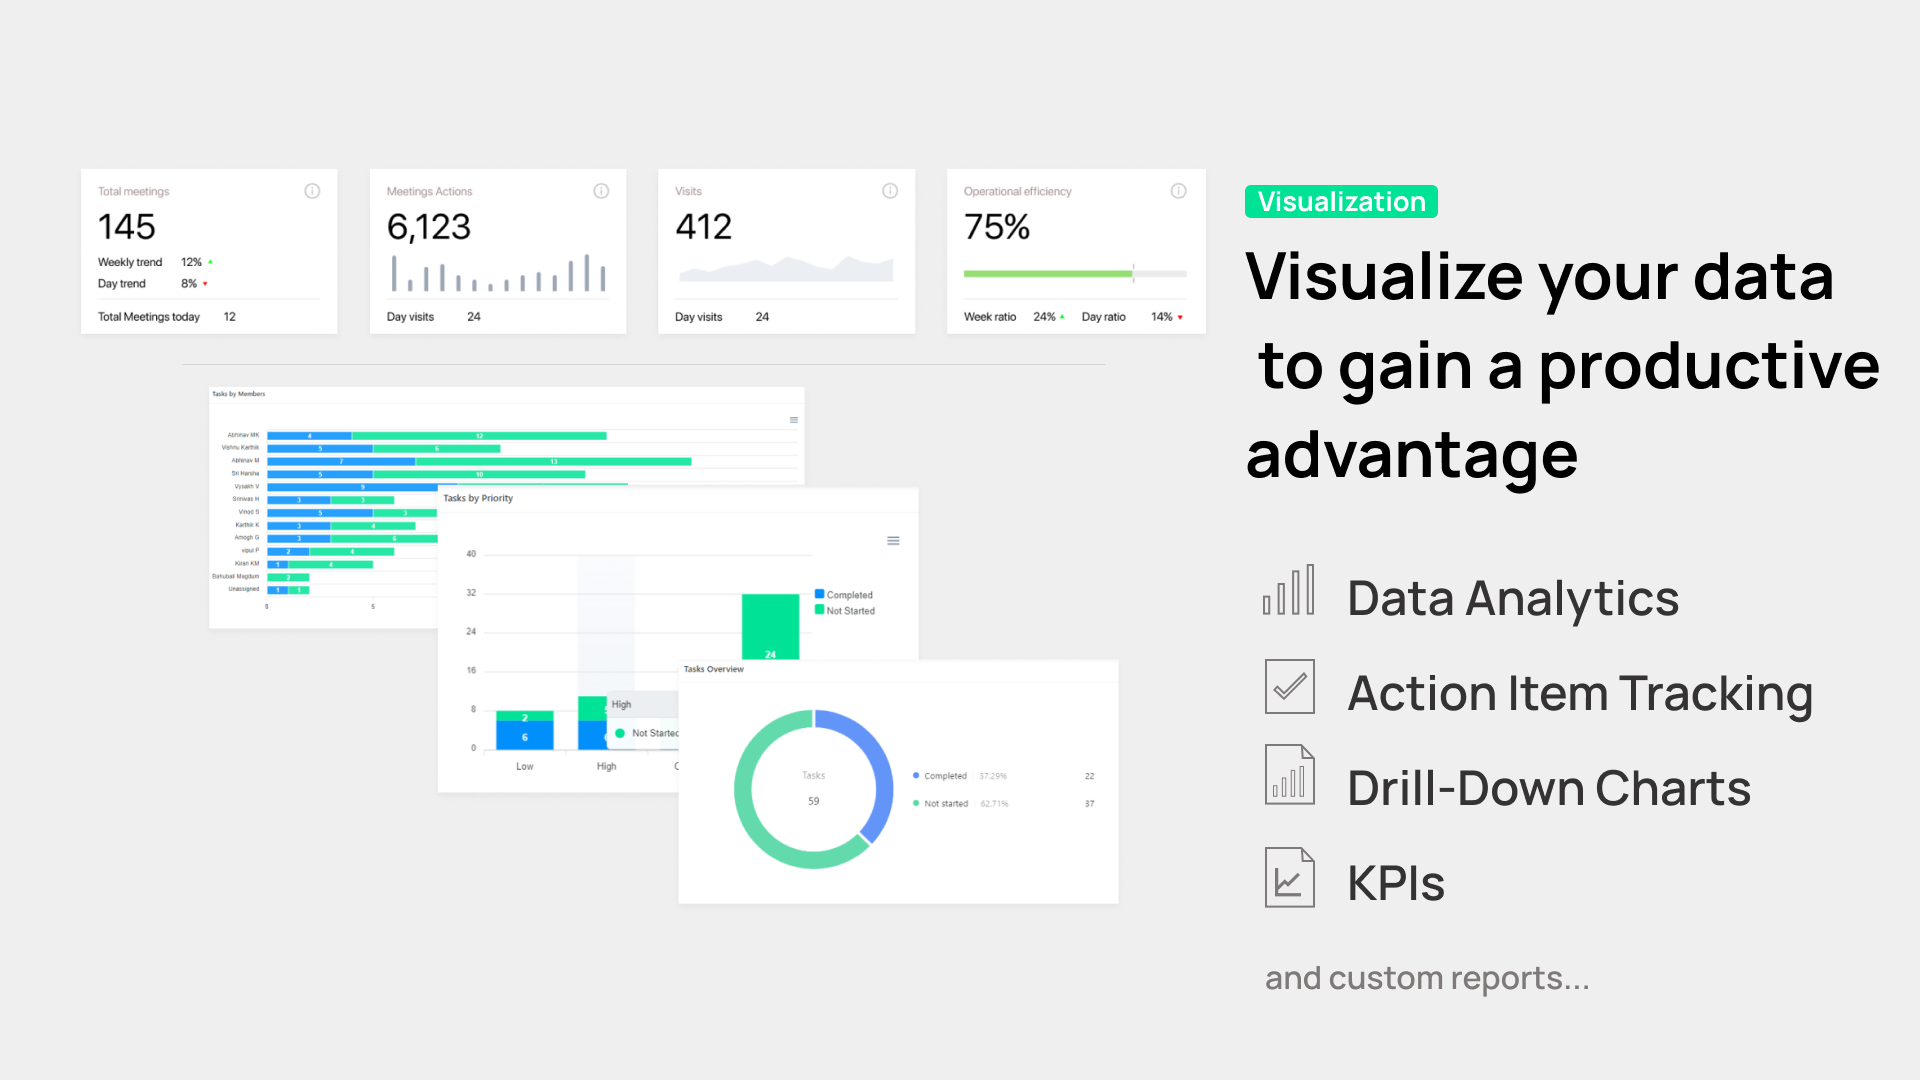 Total meetings
145
Weekly trend 12%
Day trend 8%
Total Meetings today 12
Meetings Actions
6,123
Day visits 24
Visits
412
Day visits 24
Operational efficiency
75%
Week ratio 24% Day ratio 14%
Tasks by Members
Abhinav MK 4 12
Vishnu Karthik 5 6
Abhinav M 7 13
Sri Harsha 5 10
Vysakh V 9
Srinivas H 3 3
Vinod S 5 3
Karthik K 3 4
Amogh G 3 6
vipul P 2 4
Kiran KM 1 4
Bahubali Magdum 2
Unassigned 1 1
0 5
Tasks by Priority
40
32
24
16
8
0
Completed
Not Started
24
2
6
High
Not Started
Low High
Tasks Overview
Tasks
59
Completed 37.29% 22
Not started 62.71% 37
Visualization
Visualize your data
to gain a productive
advantage
Data Analytics
Action Item Tracking
Drill-Down Charts
KPIs
and custom reports...